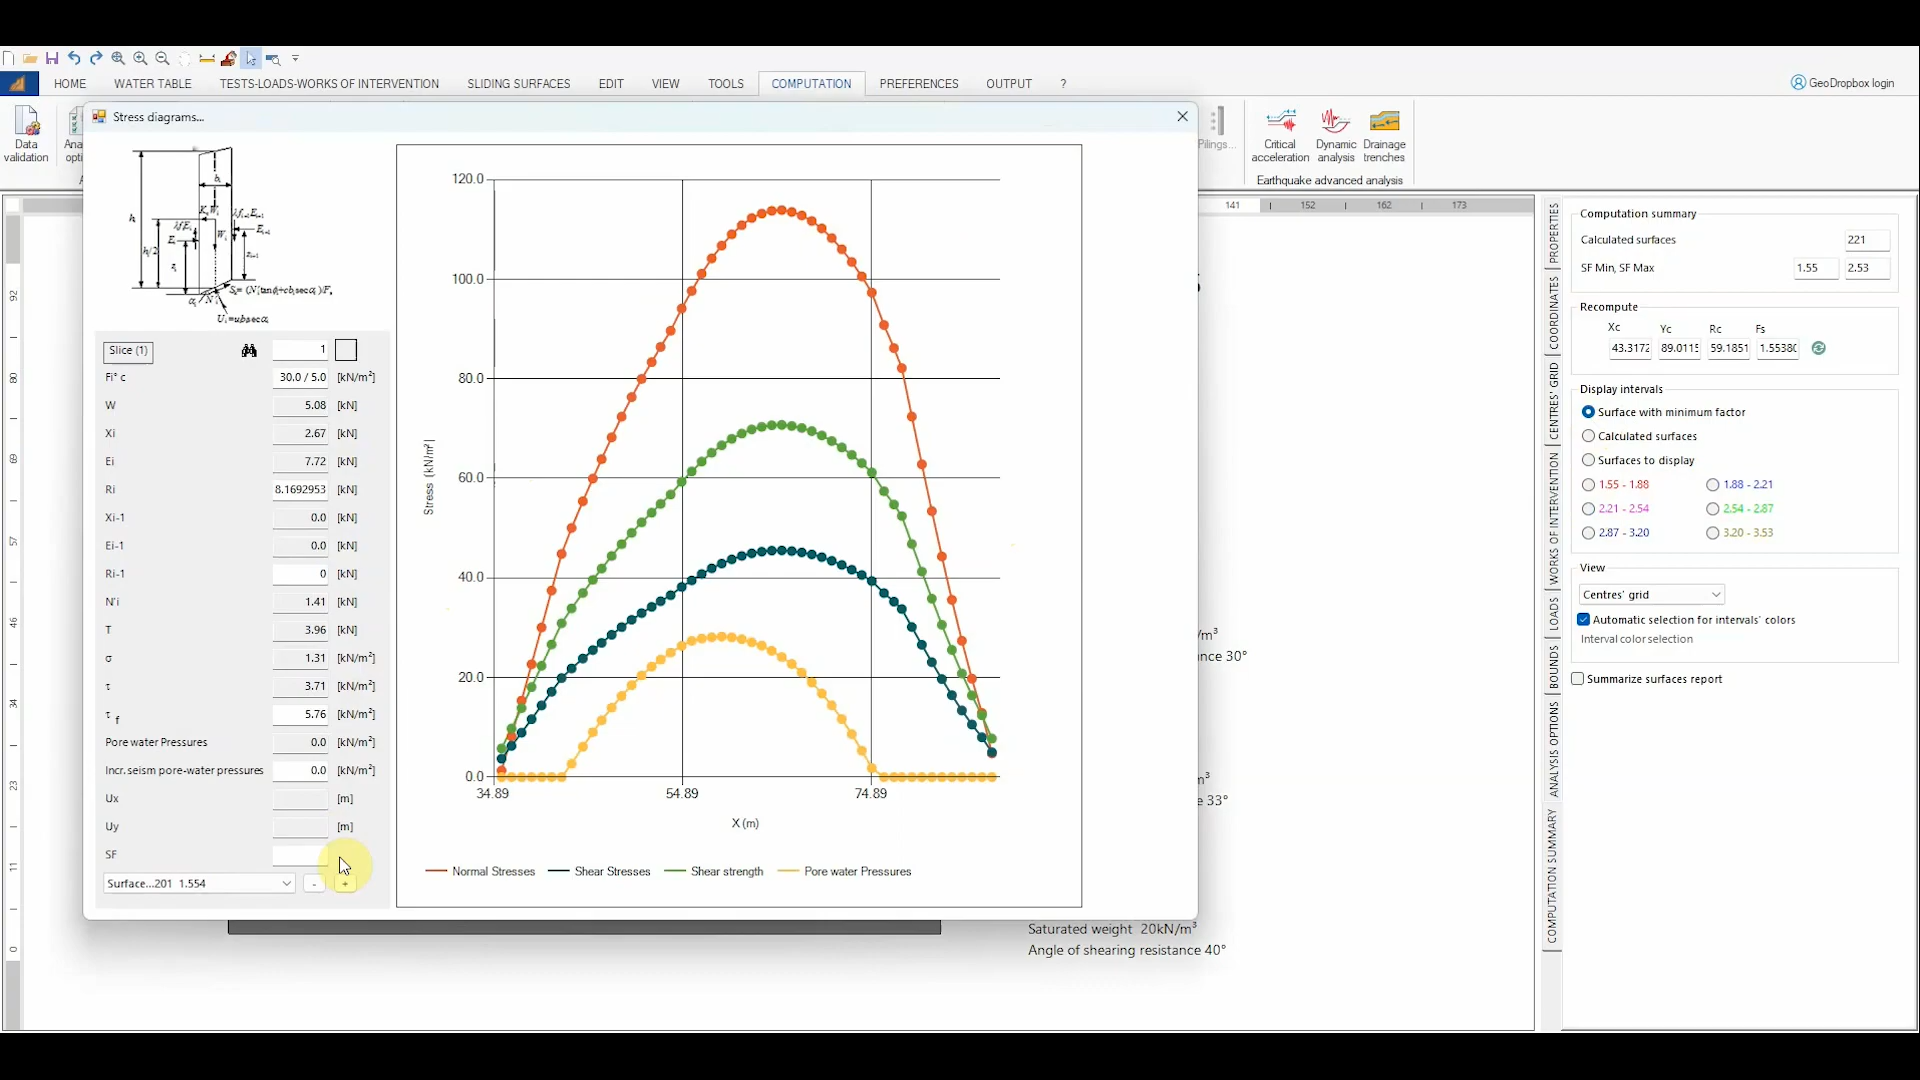 HOME WATER TABLE TESTS-LOADS-WORKS OF INTERVENTION SLIDING SURFACES EDIT VIEW TOOLS COMPUTATION PREFERENCES OUTPUT ? GeoDropbox login
Data validation
Stress diagrams...
Pilings...
Critical acceleration
Dynamic analysis
Drainage trenches
Earthquake advanced analysis
141 152 162 173
92
80
69
57
46
34
23
11
0
Slice (1) 1
Fi° c 30.0 / 5.0 [kN/m²]
W 5.08 [kN]
Xi 2.67 [kN]
Ei 7.72 [kN]
Ri 8.1692953 [kN]
Xi-1 0.0 [kN]
Ei-1 0.0 [kN]
Ri-1 0 [kN]
N'i 1.41 [kN]
T 3.96 [kN]
σ 1.31 [kN/m²]
τ 3.71 [kN/m²]
τ f 5.76 [kN/m²]
Pore water Pressures 0.0 [kN/m²]
Incr. seism pore-water pressures 0.0 [kN/m²]
Ux [m]
Uy [m]
SF
Surface...201 1.554 - +
120.0
100.0
80.0
60.0
40.0
20.0
0.0
Stress (kN/m²)
34.89 54.89 74.89
X (m)
Normal Stresses Shear Stresses Shear strength Pore water Pressures
/m³
nce 30°
e 33°
Saturated weight 20kN/m³
Angle of shearing resistance 40°
PROPERTIES
COORDINATES
CENTRES' GRID
WORKS OF INTERVENTION
LOADS
BOUNDS
ANALYSIS OPTIONS
COMPUTATION SUMMARY
Computation summary
Calculated surfaces 221
SF Min, SF Max 1.55 2.53
Recompute
Xc Yc Rc Fs
43.3172 89.0115 59.1851 1.5538
Display intervals
Surface with minimum factor
Calculated surfaces
Surfaces to display
1.55 - 1.88 1.88 - 2.21
2.21 - 2.54 2.54 - 2.87
2.87 - 3.20 3.20 - 3.53
View
Centres' grid
Automatic selection for intervals' colors
Interval color selection
Summarize surfaces report